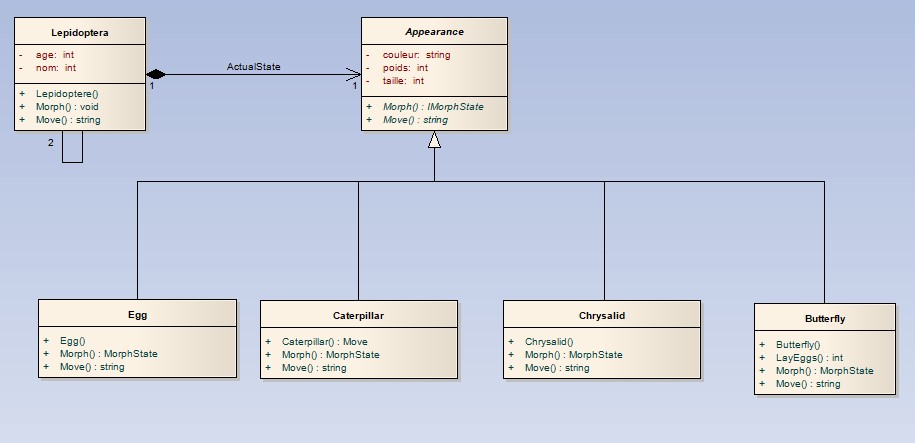 Lepidoptera
- age: int
- nom: int
+ Lepidoptere()
+ Morph() : void
+ Move() : string
2
1
ActualState
1
Appearance
- couleur: string
- poids: int
- taille: int
+ Morph() : IMorphState
+ Move() : string
Egg
+ Egg()
+ Morph() : MorphState
+ Move() : string
Caterpillar
+ Caterpillar() : Move
+ Morph() : MorphState
+ Move() : string
Chrysalid
+ Chrysalid()
+ Morph() : MorphState
+ Move() : string
Butterfly
+ Butterfly()
+ LayEggs() : int
+ Morph() : MorphState
+ Move() : string